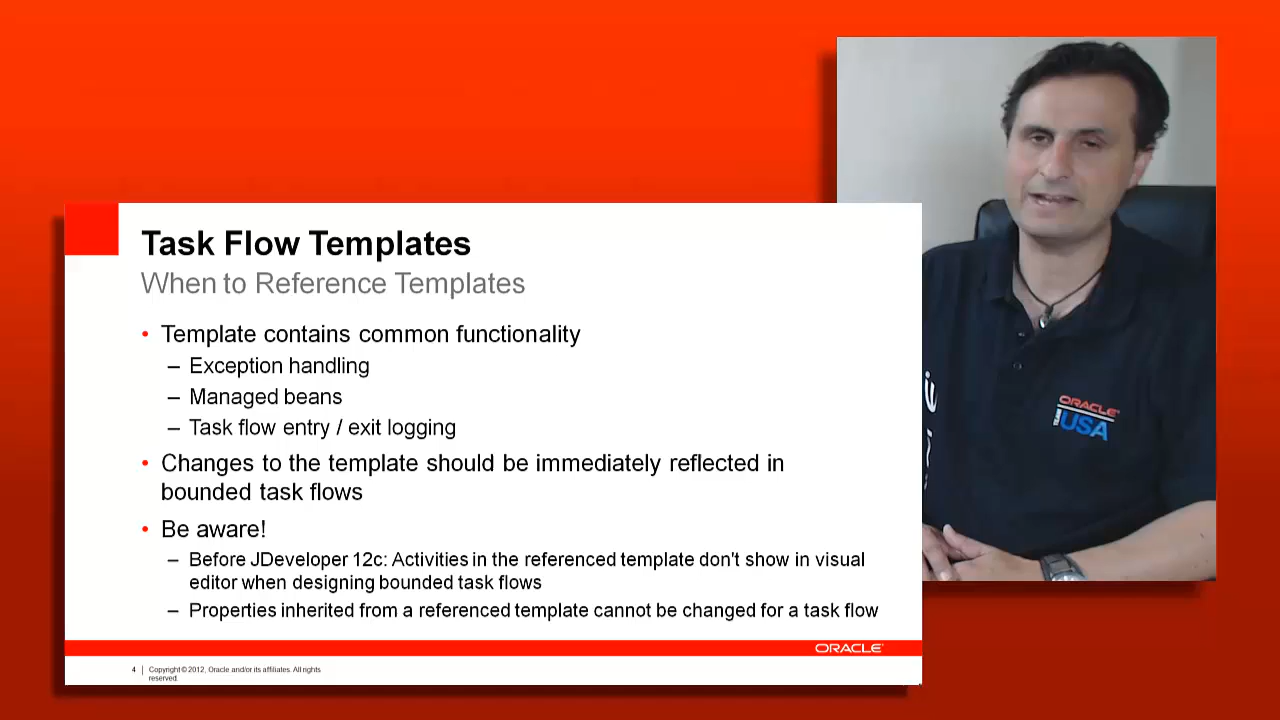 Task Flow Templates
When to Reference Templates
• Template contains common functionality
– Exception handling
– Managed beans
– Task flow entry / exit logging
• Changes to the template should be immediately reflected in
bounded task flows
• Be aware!
– Before JDeveloper 12c: Activities in the referenced template don't show in visual
editor when designing bounded task flows
– Properties inherited from a referenced template cannot be changed for a task flow
ORACLE
4 | Copyright © 2012, Oracle and/or its affiliates. All rights
reserved.
ORACLE
TEAM USA